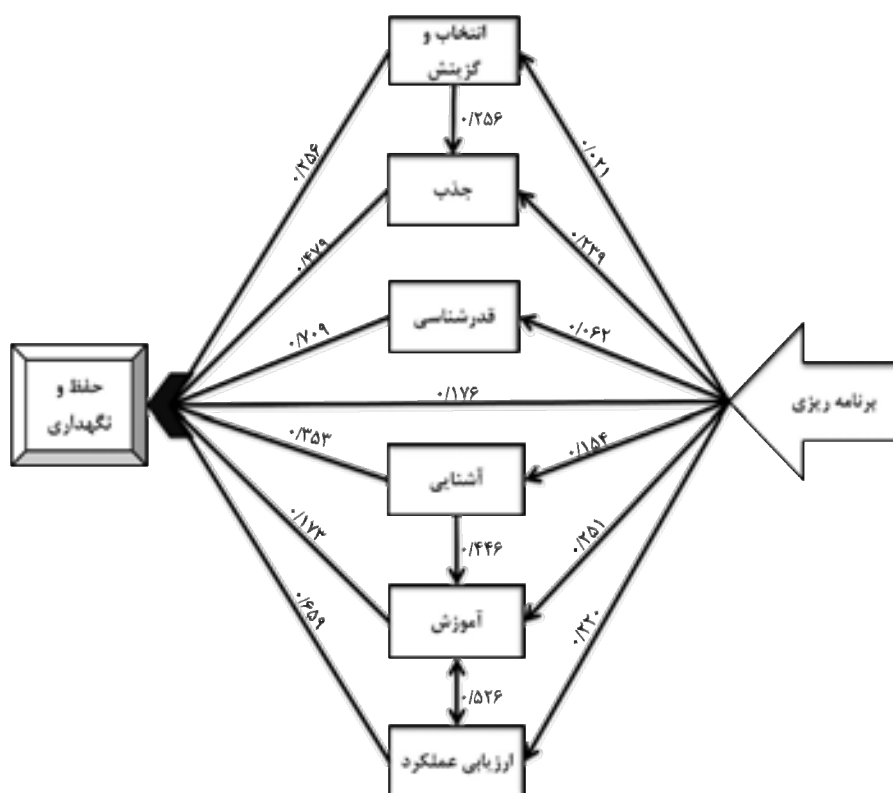 انتخاب و
گزینش
۰/۲۵۶
۰/۰۲۱
۰/۲۵۶
جذب
۰/۲۳۹
۰/۴۷۹
قدرشناسی
۰/۰۶۲
۰/۷۰۹
برنامه ریزی
۰/۱۷۶
حفظ و
نگهداری
۰/۱۵۴
۰/۳۵۳
آشنایی
۰/۲۵۱
۰/۱۷۳
۰/۴۴۶
آموزش
۰/۲۲۰
۰/۶۵۹
۰/۵۲۶
ارزیابی عملکرد